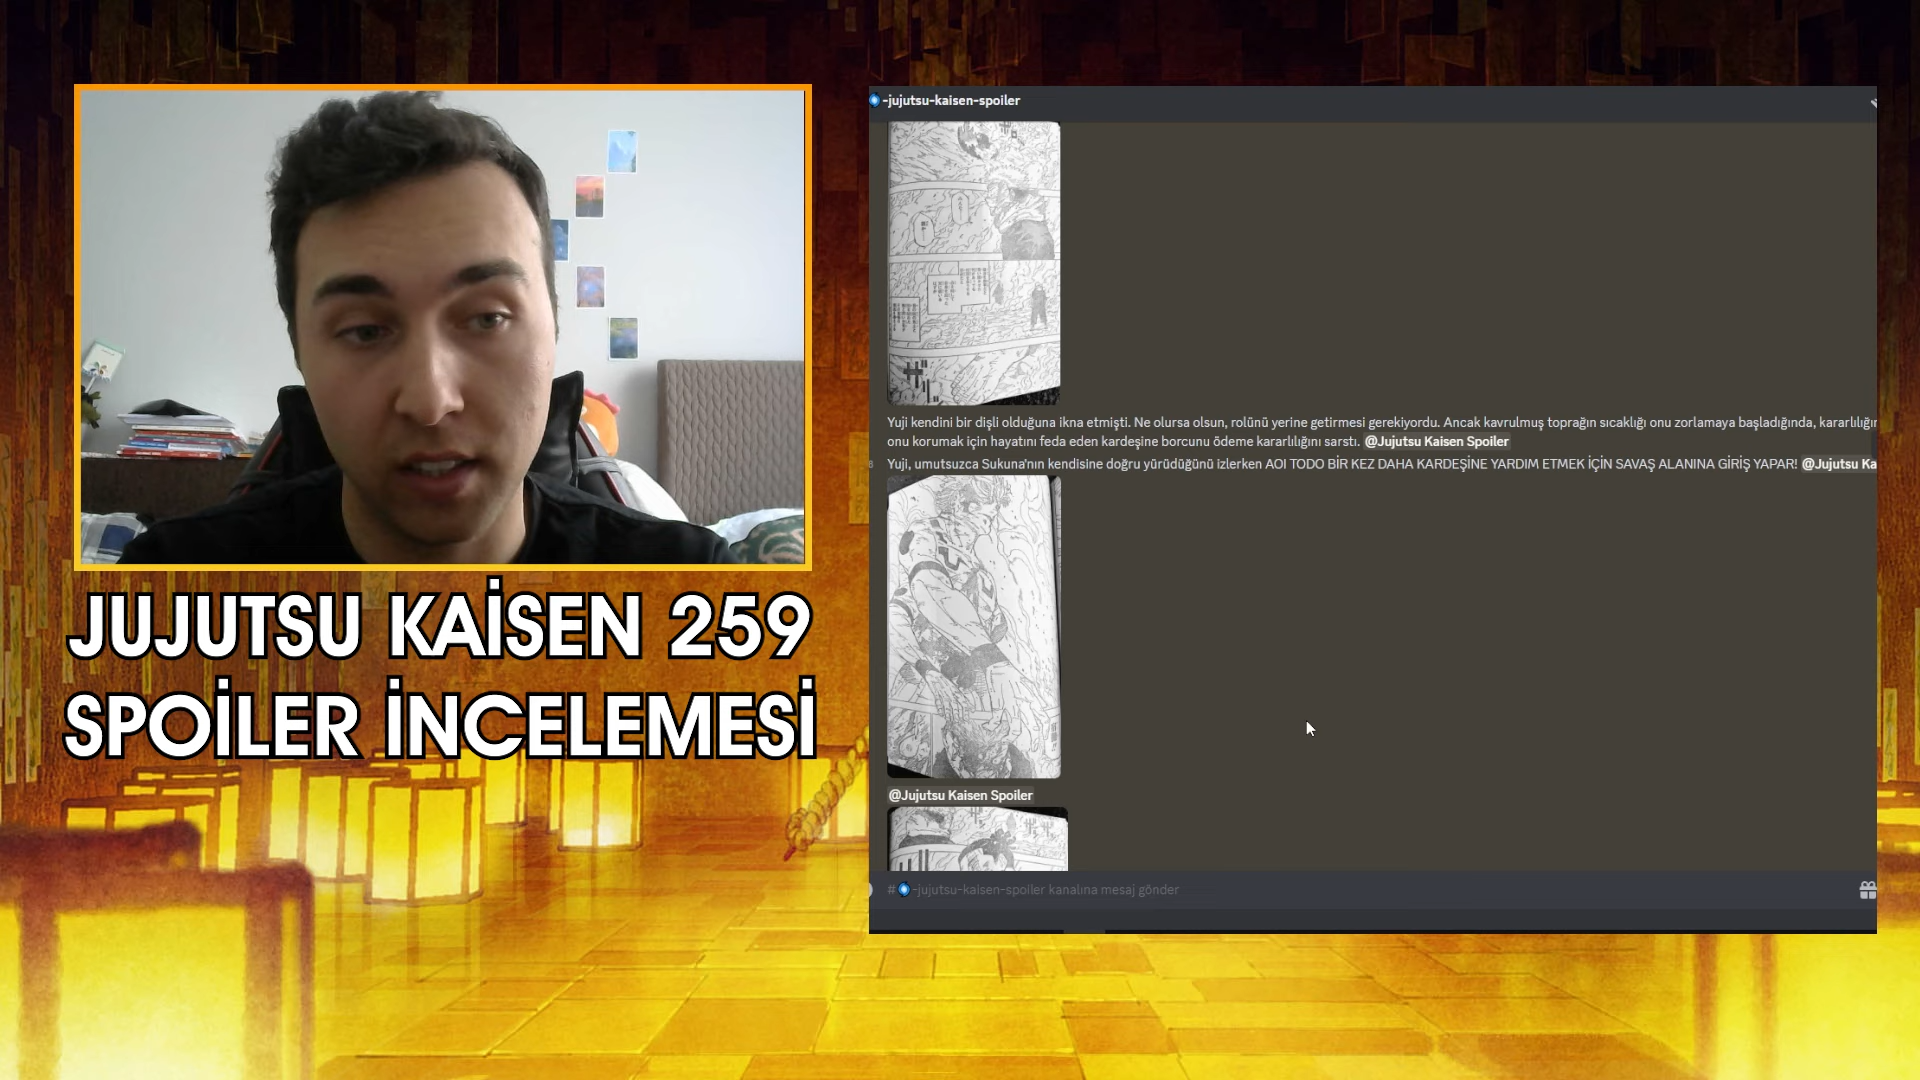 JUJUTSU KAİSEN 259
SPOİLER İNCELEMESİ
-jujutsu-kaisen-spoiler
Yuji kendini bir dişli olduğuna ikna etmişti. Ne olursa olsun, rolünü yerine getirmesi gerekiyordu. Ancak kavrulmuş toprağın sıcaklığı onu zorlamaya başladığında,
onu korumak için hayatını feda eden kardeşine borcunu ödeme kararlılığını sarstı. @Jujutsu Kaisen Spoiler
Yuji, umutsuzca Sukuna'nın kendisine doğru yürüdüğünü izlerken AOI TODO BİR KEZ DAHA KARDEŞİNE YARDIM ETMEK İÇİN SAVAŞ ALANINA GİRİŞ YAPAR! @Jujutsu
@Jujutsu Kaisen Spoiler
#-jujutsu-kaisen-spoiler kanalına mesaj gönder